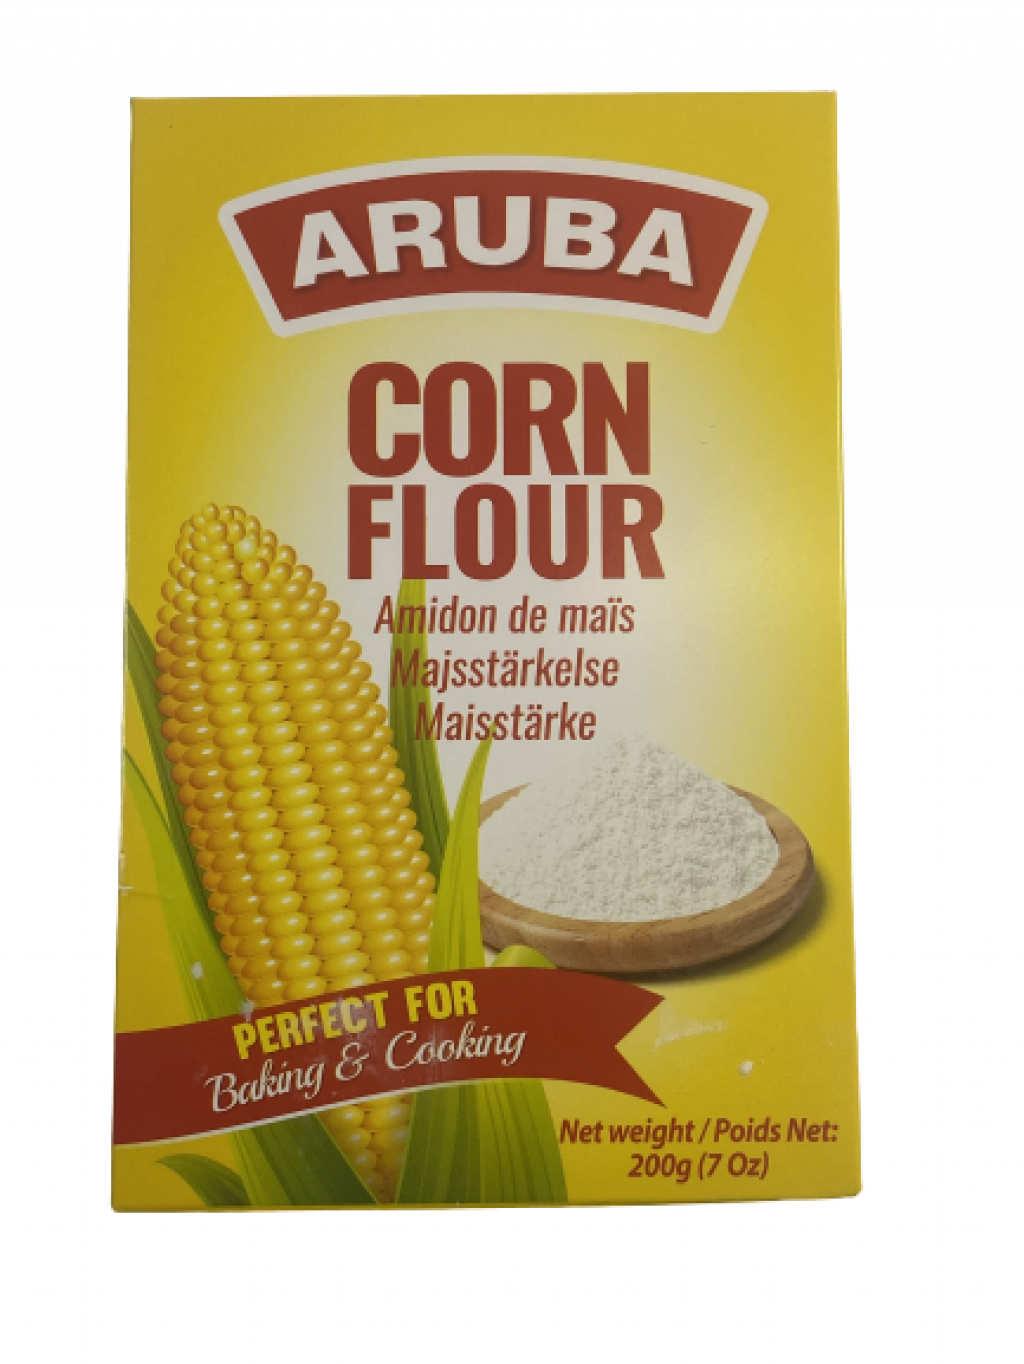 ARUBA
CORN
FLOUR
Amidon de maïs
Majsstärkelse
Maisstärke
PERFECT FOR
Baking & Cooking
Net weight / Poids Net:
200g (7 Oz)